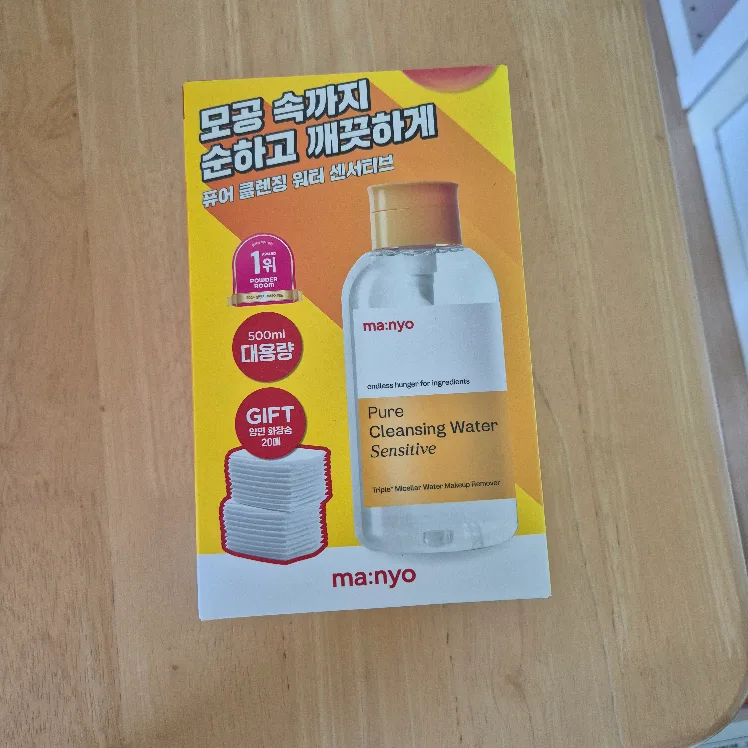 모공 속까지
순하고 깨끗하게
퓨어 클렌징 워터 센서티브
AWARD
1위
POWDER
ROOM
500ml
대용량
GIFT
양면 화장솜
20매
ma:nyo
endless hunger for ingredients
Pure
Cleansing Water
Sensitive
Triple* Micellar Water Makeup Remover
ma:nyo